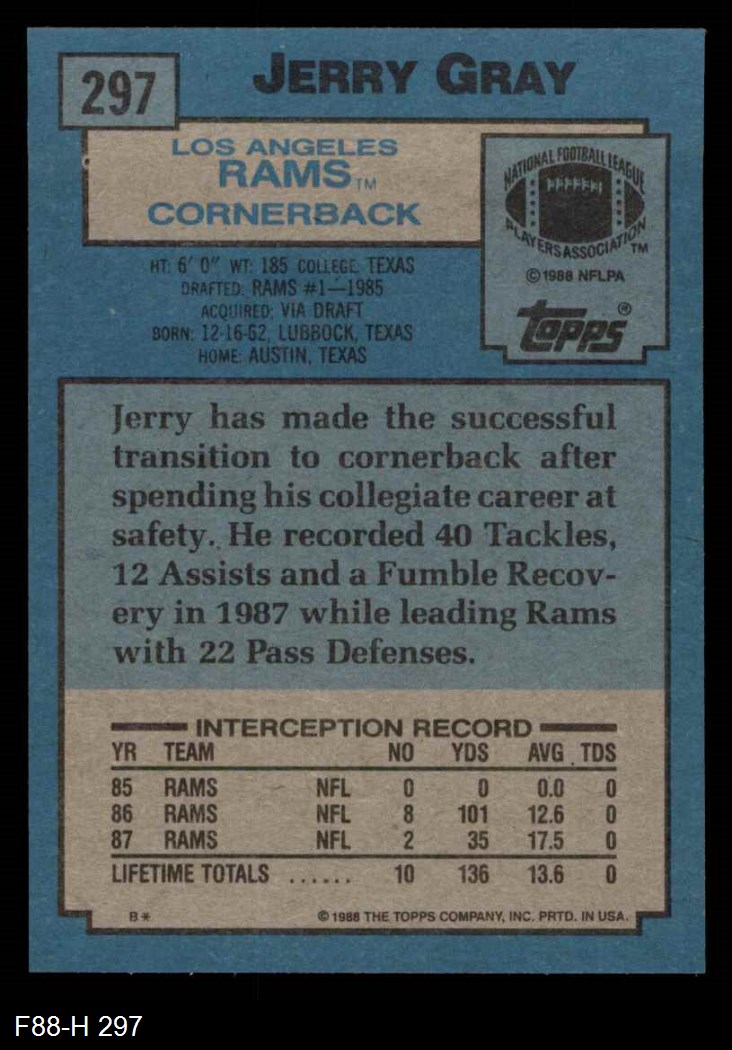 297
JERRY GRAY
LOS ANGELES
RAMS TM
CORNERBACK
NATIONAL FOOTBALL LEAGUE
PLAYERS ASSOCIATION TM
© 1988 NFLPA
topps®
HT: 6' 0" WT: 185 COLLEGE: TEXAS
DRAFTED: RAMS #1—1985
ACQUIRED: VIA DRAFT
BORN: 12-16-62, LUBBOCK, TEXAS
HOME: AUSTIN, TEXAS
Jerry has made the successful
transition to cornerback after
spending his collegiate career at
safety. He recorded 40 Tackles,
12 Assists and a Fumble Recov-
ery in 1987 while leading Rams
with 22 Pass Defenses.
INTERCEPTION RECORD
YR TEAM NO YDS AVG. TDS
85 RAMS NFL 0 0 0.0 0
86 RAMS NFL 8 101 12.6 0
87 RAMS NFL 2 35 17.5 0
LIFETIME TOTALS ...... 10 136 13.6 0
B* © 1988 THE TOPPS COMPANY, INC. PRTD. IN USA.
F88-H 297